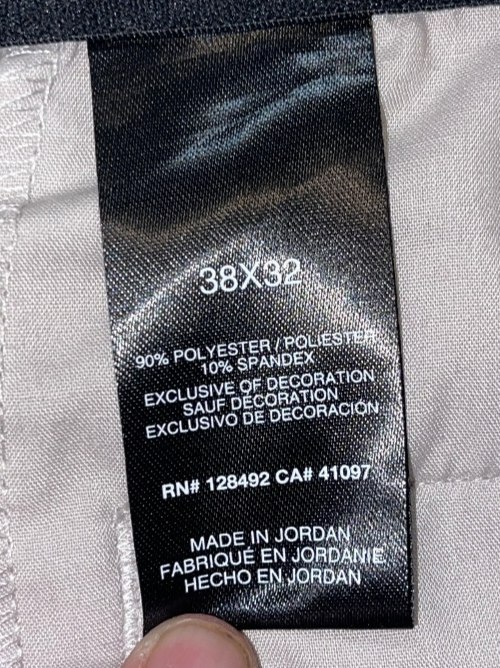 38X32
90% POLYESTER / POLIESTER
10% SPANDEX
EXCLUSIVE OF DECORATION
SAUF DÉCORATION
EXCLUSIVO DE DECORACIÓN
RN# 128492 CA# 41097
MADE IN JORDAN
FABRIQUÉ EN JORDANIE
HECHO EN JORDAN